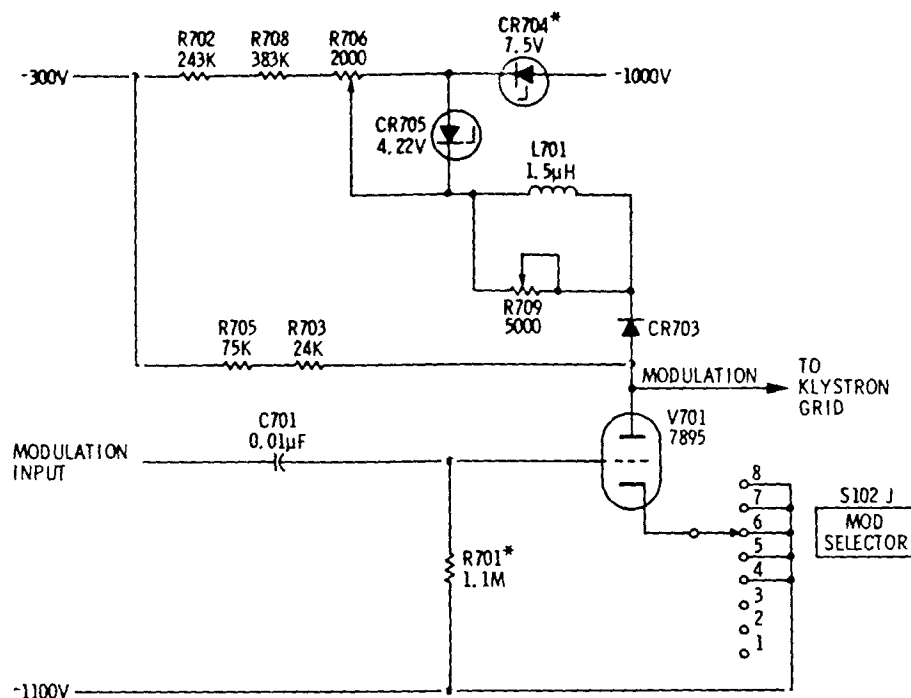 CR704*
7.5V
R702
243K
R708
383K
R706
2000
-300V
-1000V
CR705
4.22V
L701
1.5µH
R709
5000
CR703
R705
75K
R703
24K
MODULATION
TO
KLYSTRON
GRID
C701
0.01µF
V701
7895
MODULATION
INPUT
8
7
6
5
4
3
2
1
S102 J
MOD
SELECTOR
R701*
1.1M
-1100V